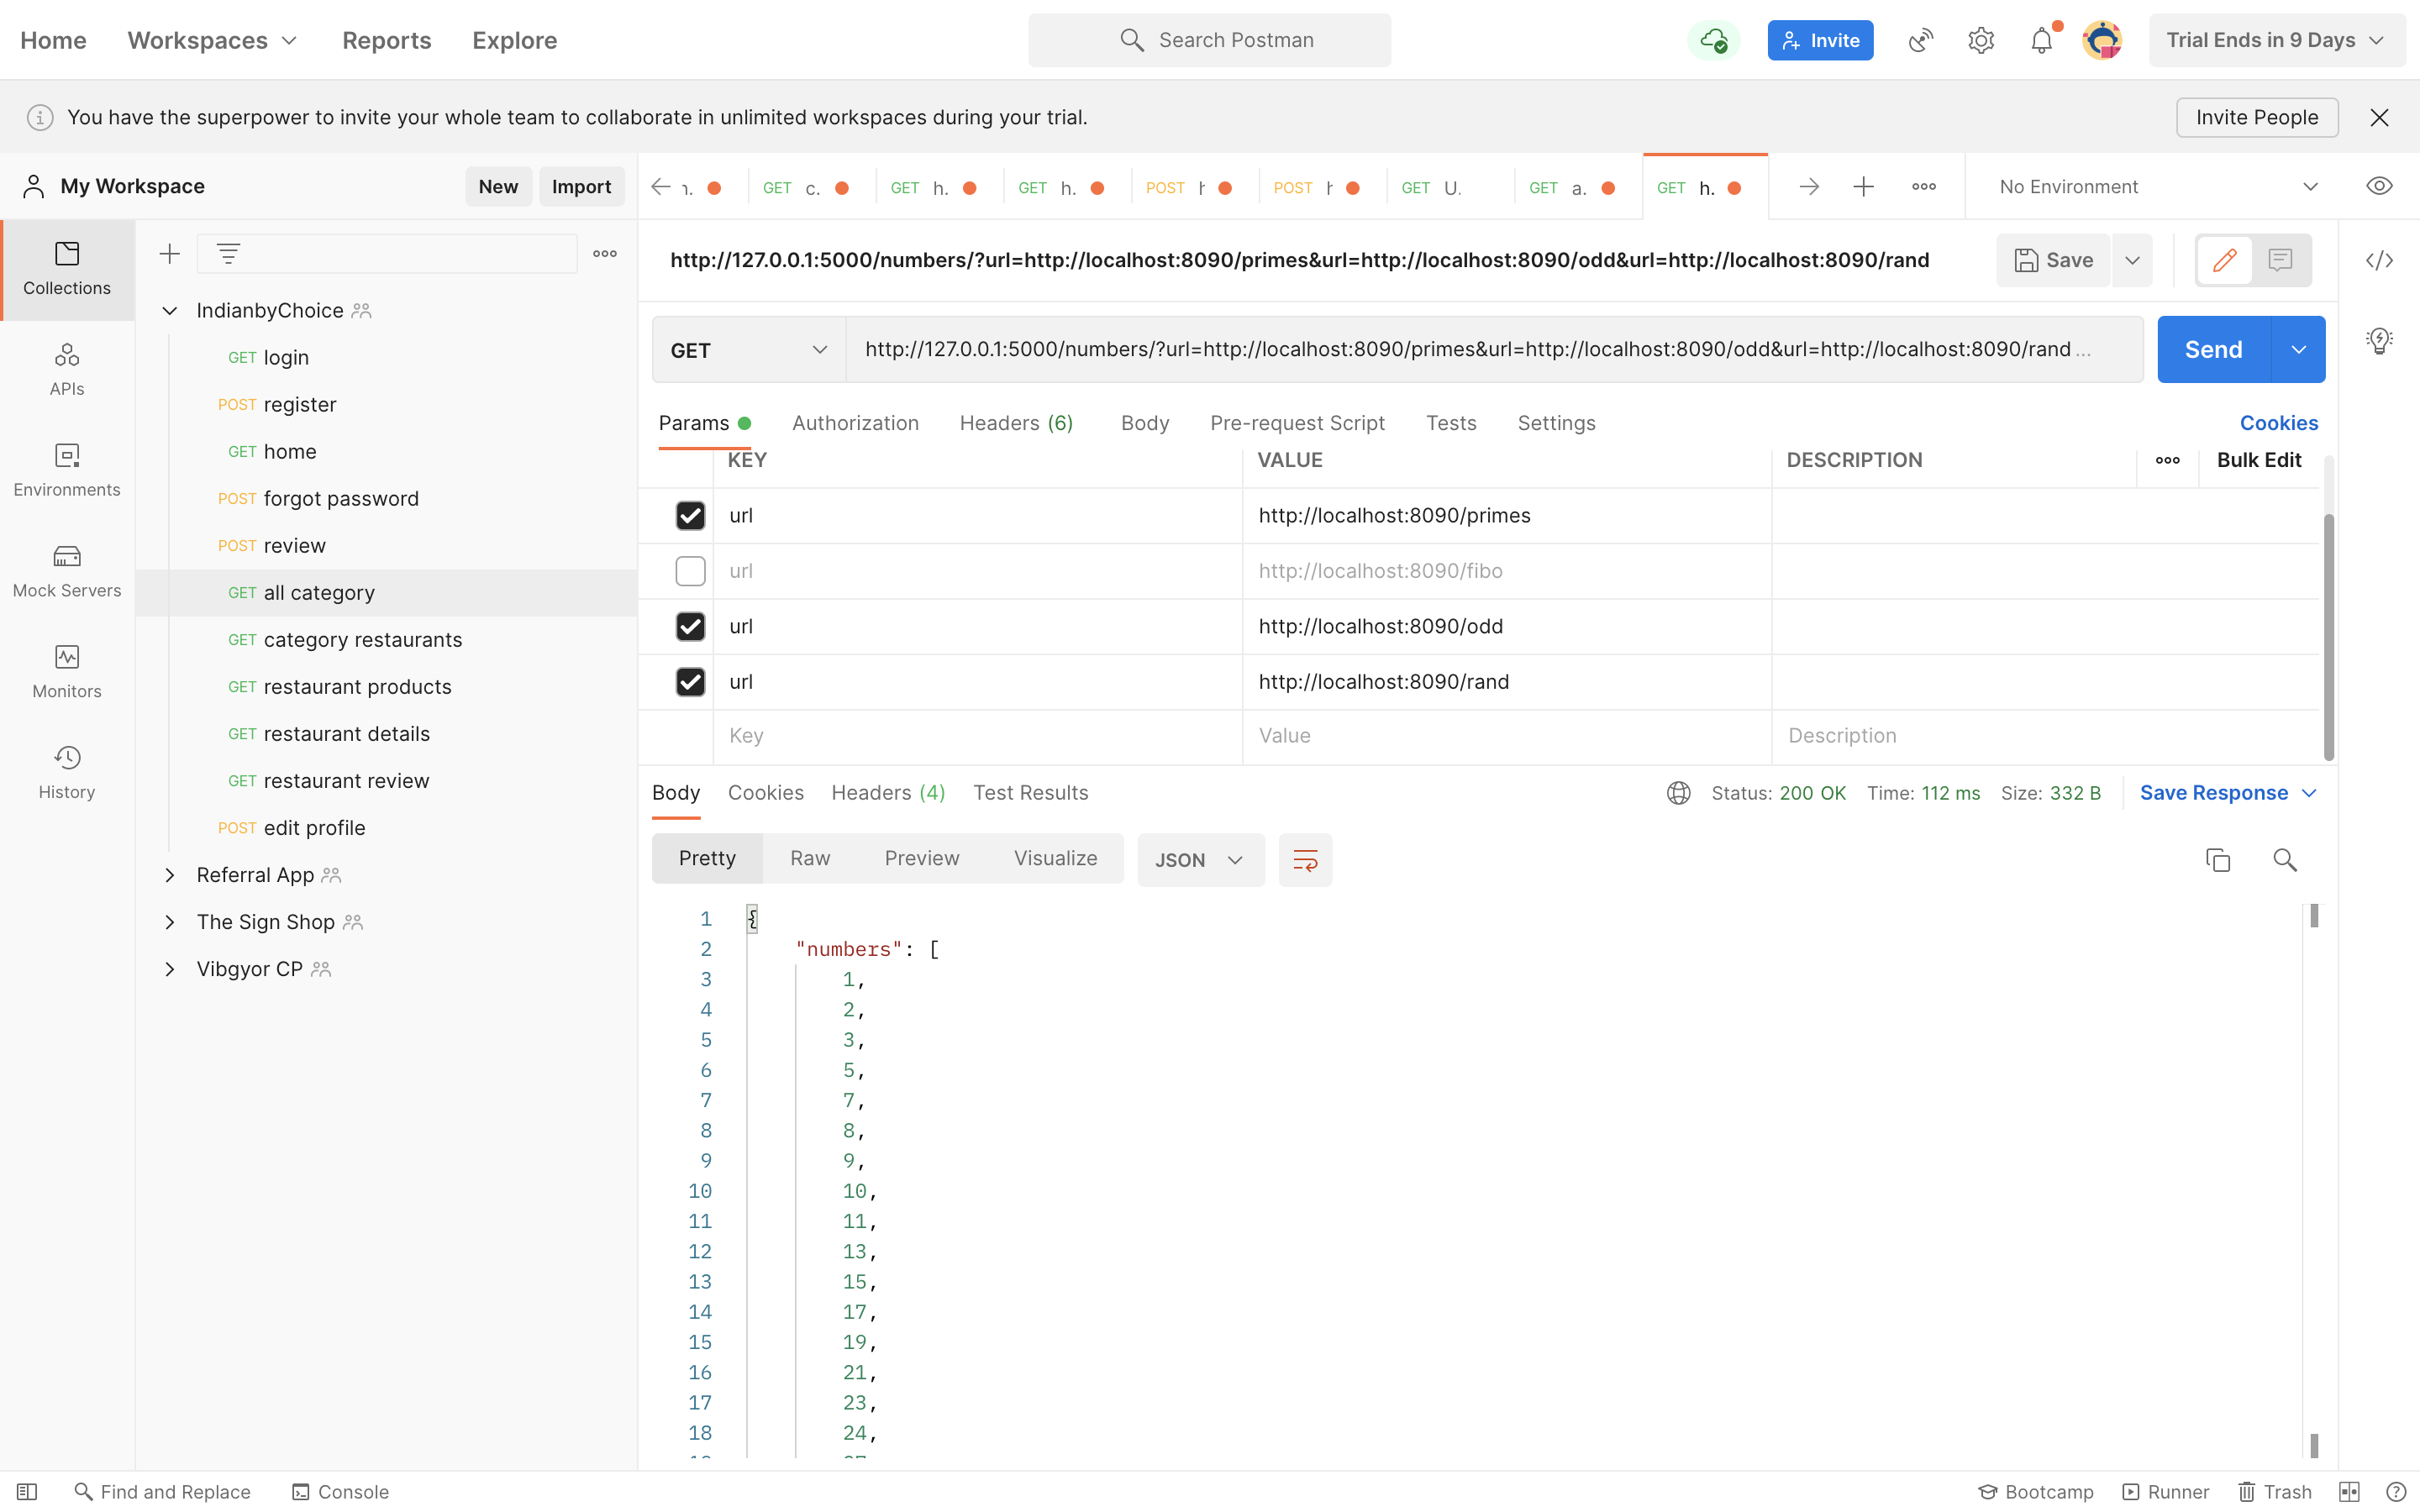 Home Workspaces Reports Explore Search Postman Invite Trial Ends in 9 Days
You have the superpower to invite your whole team to collaborate in unlimited workspaces during your trial. Invite People
My Workspace New Import
GET c. GET h. GET h. POST POST GET U. GET a. GET h. No Environment
Collections
APIs
Environments
Mock Servers
Monitors
History
IndianbyChoice
GET login
POST register
GET home
POST forgot password
POST review
GET all category
GET category restaurants
GET restaurant products
GET restaurant details
GET restaurant review
POST edit profile
Referral App
The Sign Shop
Vibgyor CP
http://127.0.0.1:5000/numbers/?url=http://localhost:8090/primes&url=http://localhost:8090/odd&url=http://localhost:8090/rand Save
GET http://127.0.0.1:5000/numbers/?url=http://localhost:8090/primes&url=http://localhost:8090/odd&url=http://localhost:8090/rand ... Send
Params Authorization Headers (6) Body Pre-request Script Tests Settings Cookies
KEY VALUE DESCRIPTION Bulk Edit
url http://localhost:8090/primes
url http://localhost:8090/fibo
url http://localhost:8090/odd
url http://localhost:8090/rand
Key Value Description
Body Cookies Headers (4) Test Results Status: 200 OK Time: 112 ms Size: 332 B Save Response
Pretty Raw Preview Visualize JSON
1 {
2 "numbers": [
3 1,
4 2,
5 3,
6 5,
7 7,
8 8,
9 9,
10 10,
11 11,
12 13,
13 15,
14 17,
15 19,
16 21,
17 23,
18 24,
Find and Replace Console Bootcamp Runner Trash